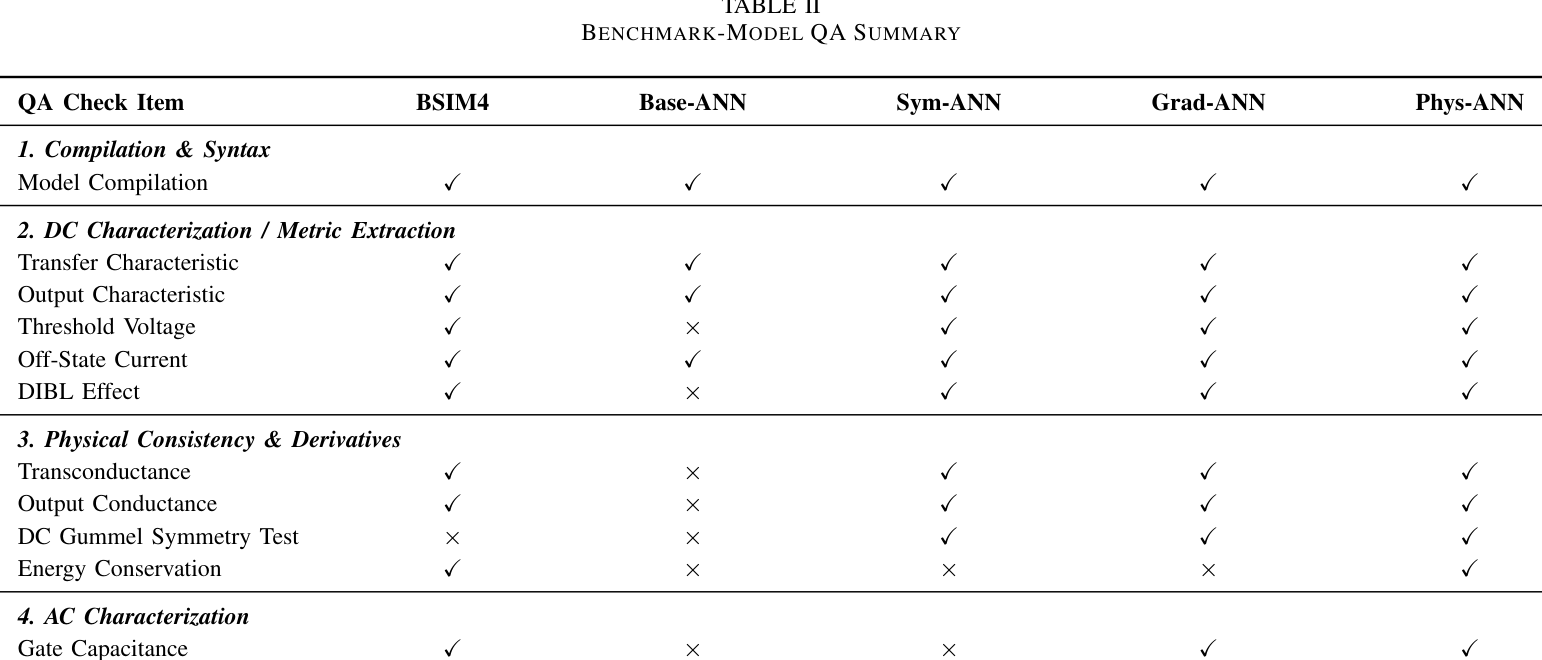 TABLE II
BENCHMARK-MODEL QA SUMMARY
QA Check Item BSIM4 Base-ANN Sym-ANN Grad-ANN Phys-ANN
1. Compilation & Syntax
Model Compilation ✓ ✓ ✓ ✓ ✓
2. DC Characterization / Metric Extraction
Transfer Characteristic ✓ ✓ ✓ ✓ ✓
Output Characteristic ✓ ✓ ✓ ✓ ✓
Threshold Voltage ✓ × ✓ ✓ ✓
Off-State Current ✓ ✓ ✓ ✓ ✓
DIBL Effect ✓ × ✓ ✓ ✓
3. Physical Consistency & Derivatives
Transconductance ✓ × ✓ ✓ ✓
Output Conductance ✓ × ✓ ✓ ✓
DC Gummel Symmetry Test × × ✓ ✓ ✓
Energy Conservation ✓ × × × ✓
4. AC Characterization
Gate Capacitance ✓ × × ✓ ✓